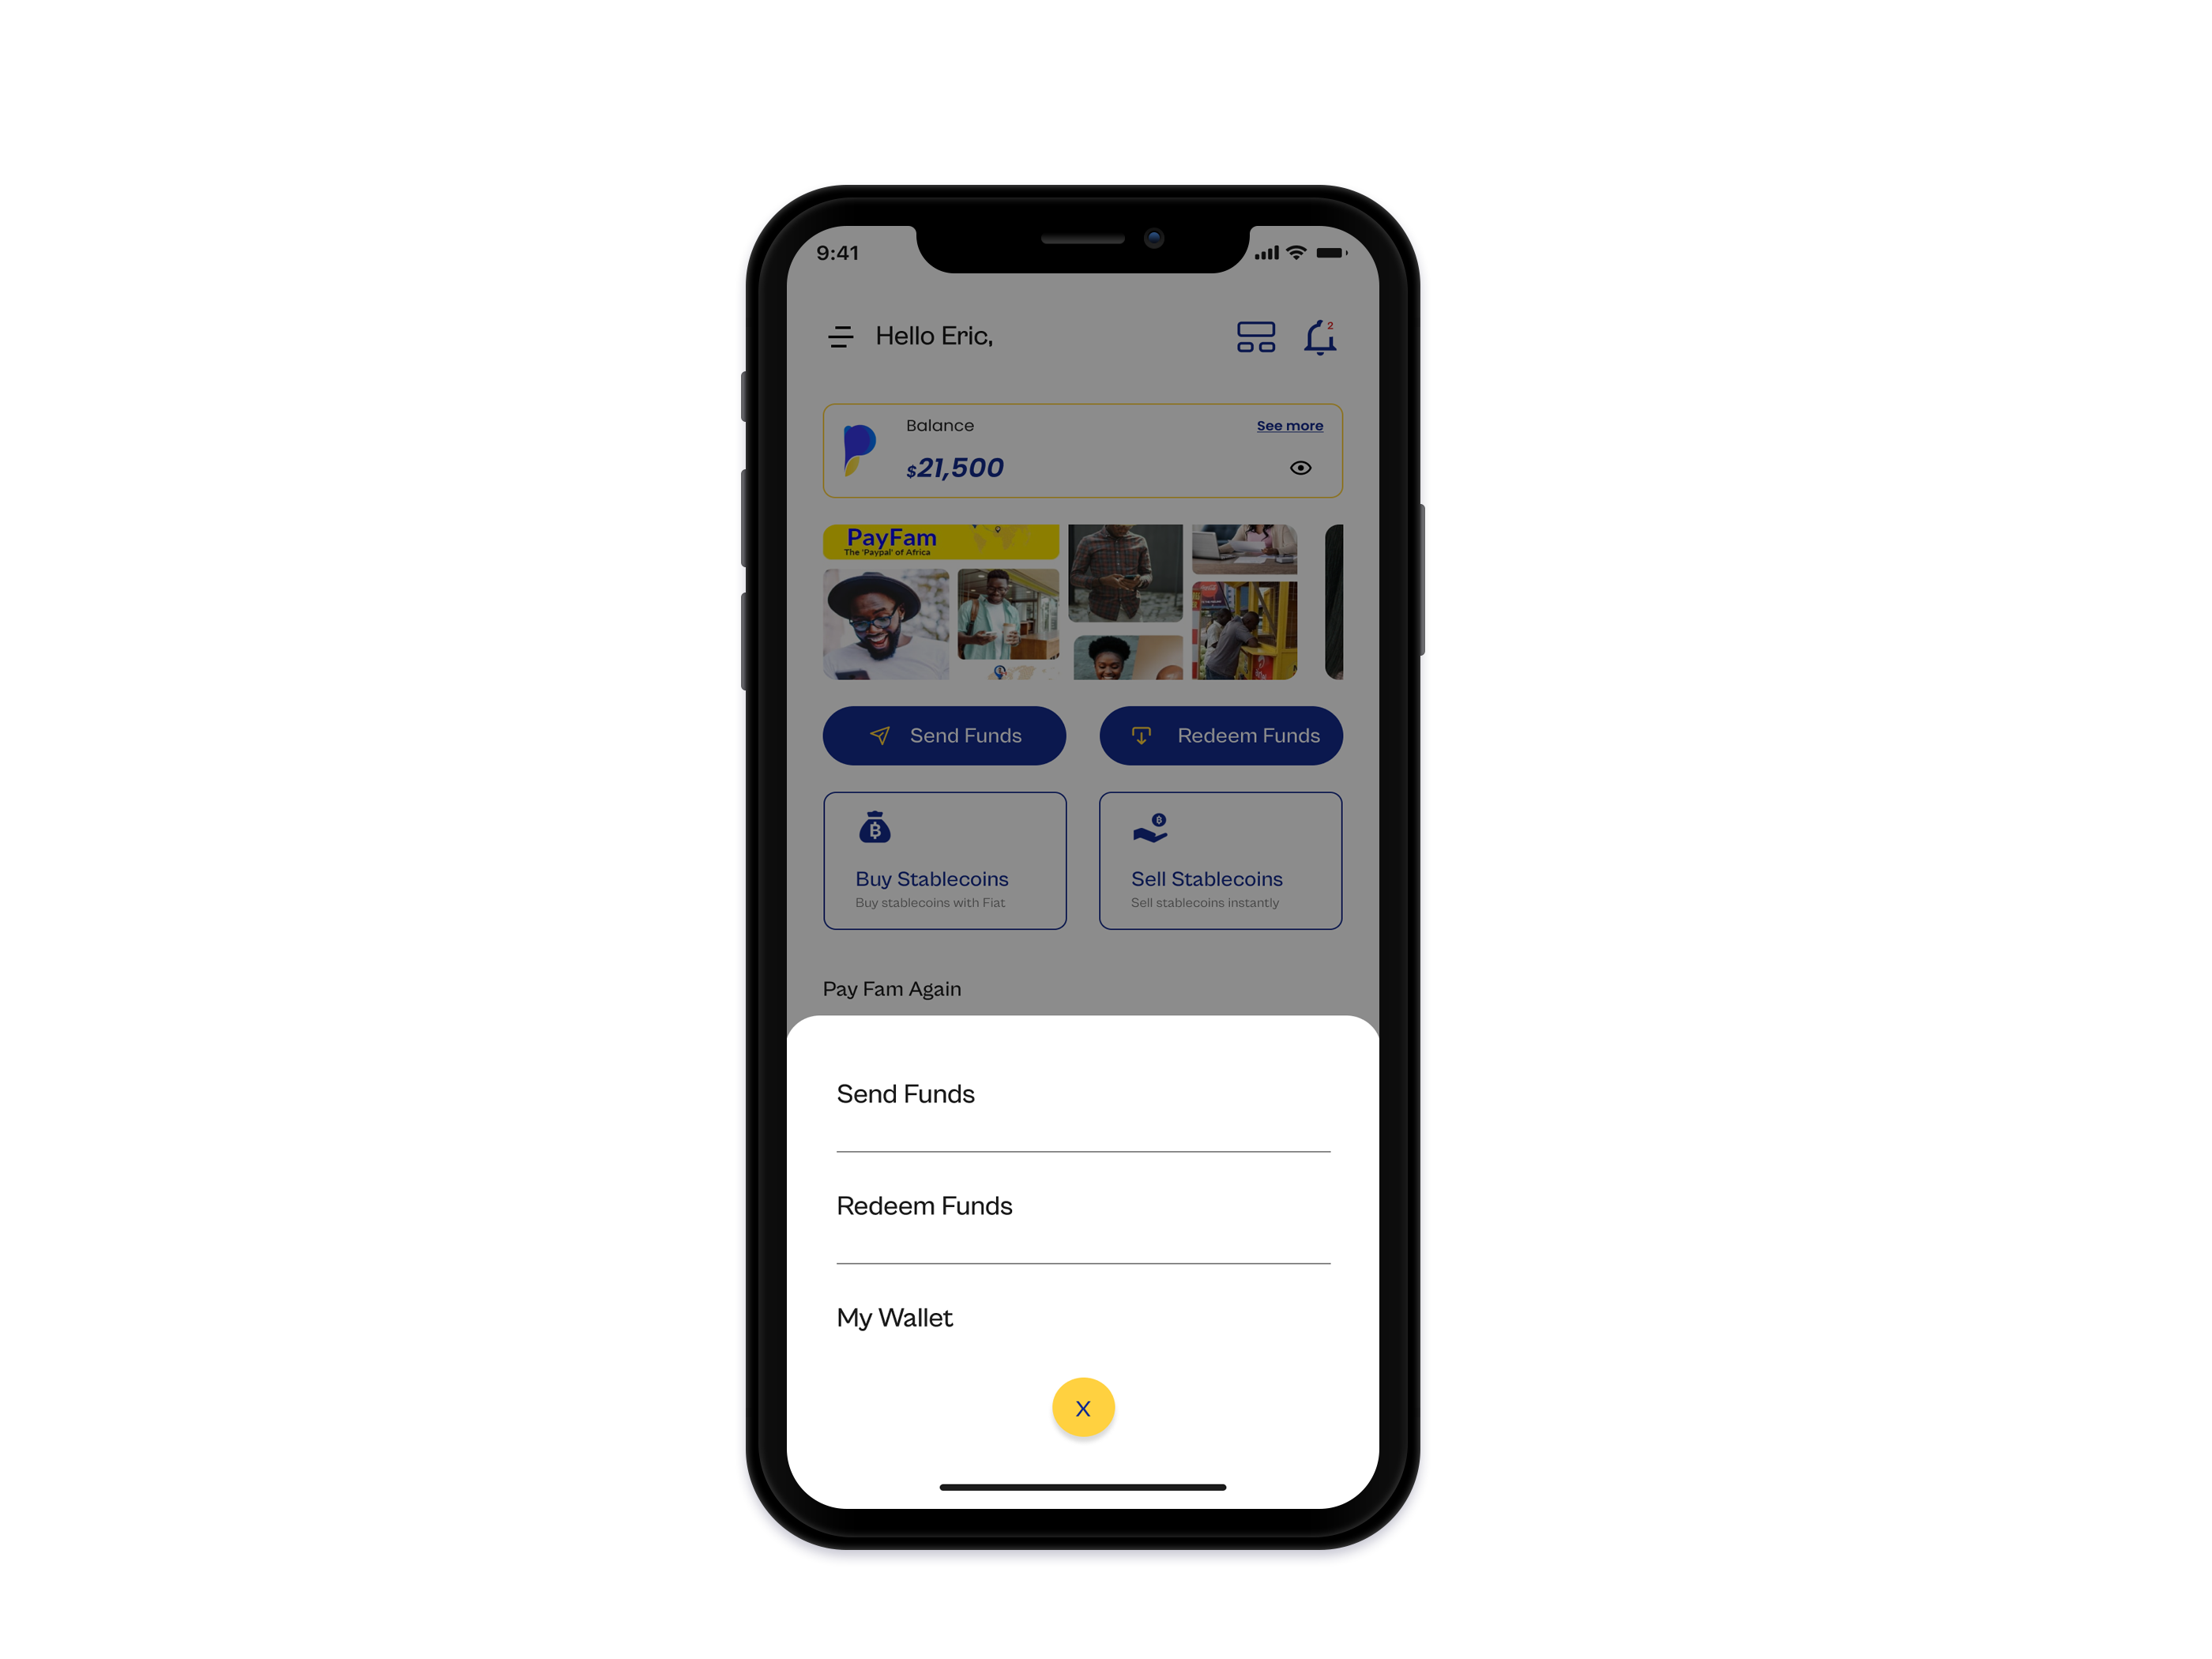 9:41
Hello Eric,
2
Balance
See more
$21,500
PayFam
The 'Paypal' of Africa
Send Funds
Redeem Funds
Buy Stablecoins
Buy stablecoins with Fiat
Sell Stablecoins
Sell stablecoins instantly
Pay Fam Again
Send Funds
Redeem Funds
My Wallet
X